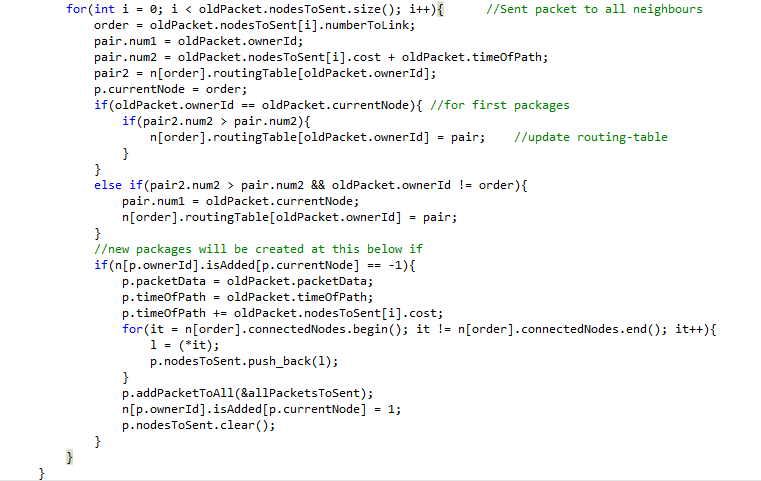 for(int i = 0; i < oldPacket.nodesToSent.size(); i++){      //Sent packet to all neighbours
    order = oldPacket.nodesToSent[i].numberToLink;
    pair.num1 = oldPacket.ownerId;
    pair.num2 = oldPacket.nodesToSent[i].cost + oldPacket.timeOfPath;
    pair2 = n[order].routingTable[oldPacket.ownerId];
    p.currentNode = order;
    if(oldPacket.ownerId == oldPacket.currentNode){ //for first packages
        if(pair2.num2 > pair.num2){
            n[order].routingTable[oldPacket.ownerId] = pair;    //update routing-table
        }
    }
    else if(pair2.num2 > pair.num2 && oldPacket.ownerId != order){
        pair.num1 = oldPacket.currentNode;
        n[order].routingTable[oldPacket.ownerId] = pair;
    }
    //new packages will be created at this below if
    if(n[p.ownerId].isAdded[p.currentNode] == -1){
        p.packetData = oldPacket.packetData;
        p.timeOfPath = oldPacket.timeOfPath;
        p.timeOfPath += oldPacket.nodesToSent[i].cost;
        for(it = n[order].connectedNodes.begin(); it != n[order].connectedNodes.end(); it++){
            l = (*it);
            p.nodesToSent.push_back(l);
        }
        p.addPacketToAll(&allPacketsToSent);
        n[p.ownerId].isAdded[p.currentNode] = 1;
        p.nodesToSent.clear();
    }
}
}